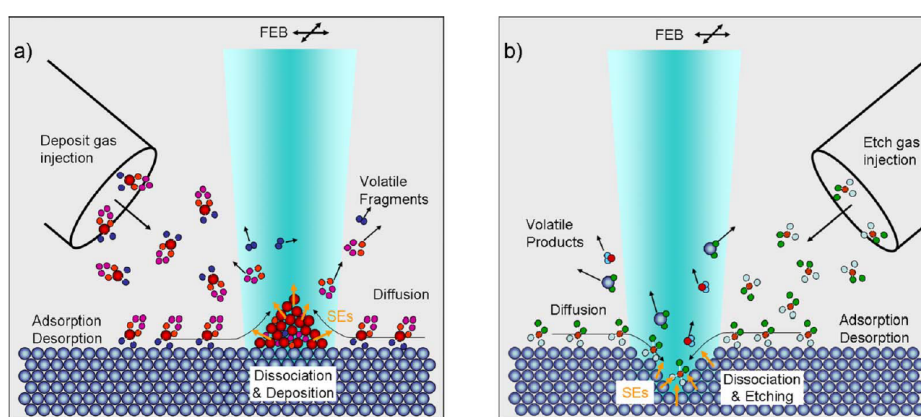 a)
FEB
Deposit gas
injection
Volatile
Fragments
Diffusion
SEs
Adsorption
Desorption
Dissociation
& Deposition
b)
FEB
Etch gas
injection
Volatile
Products
Diffusion
Adsorption
Desorption
SEs
Dissociation
& Etching